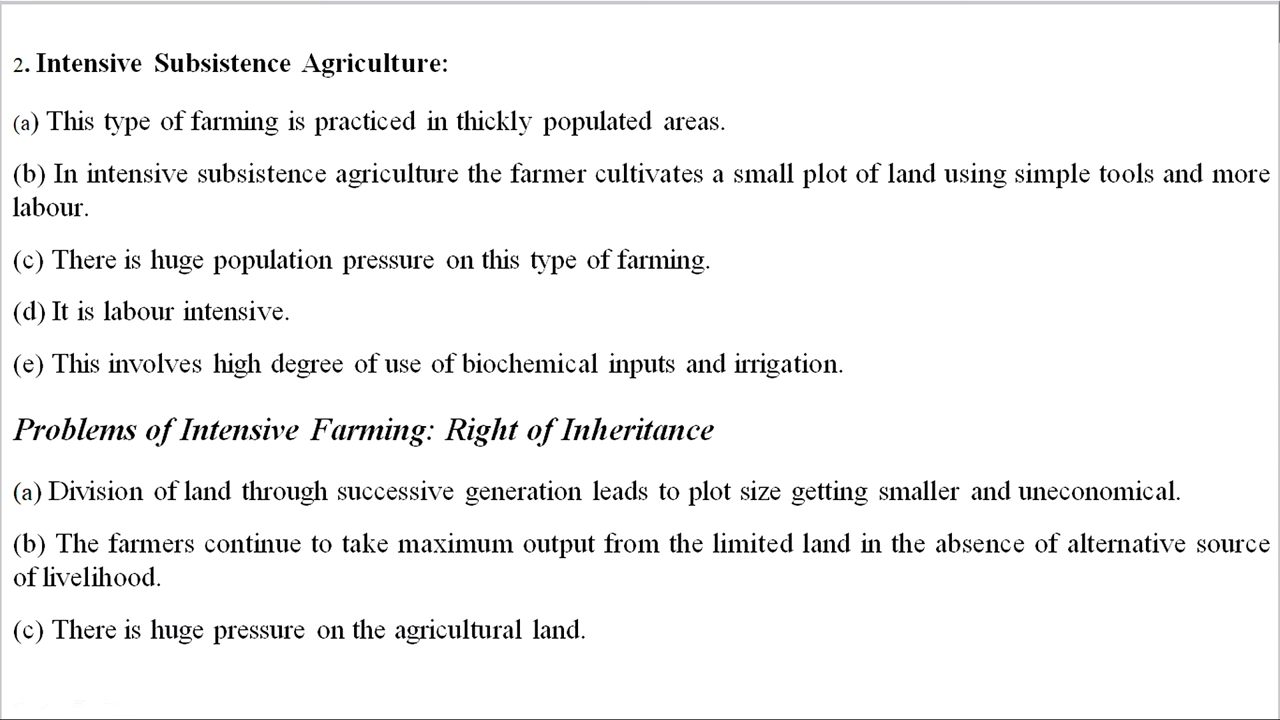 2. Intensive Subsistence Agriculture:
(a) This type of farming is practiced in thickly populated areas.
(b) In intensive subsistence agriculture the farmer cultivates a small plot of land using simple tools and more
labour.
(c) There is huge population pressure on this type of farming.
(d) It is labour intensive.
(e) This involves high degree of use of biochemical inputs and irrigation.
Problems of Intensive Farming: Right of Inheritance
(a) Division of land through successive generation leads to plot size getting smaller and uneconomical.
(b) The farmers continue to take maximum output from the limited land in the absence of alternative source
of livelihood.
(c) There is huge pressure on the agricultural land.